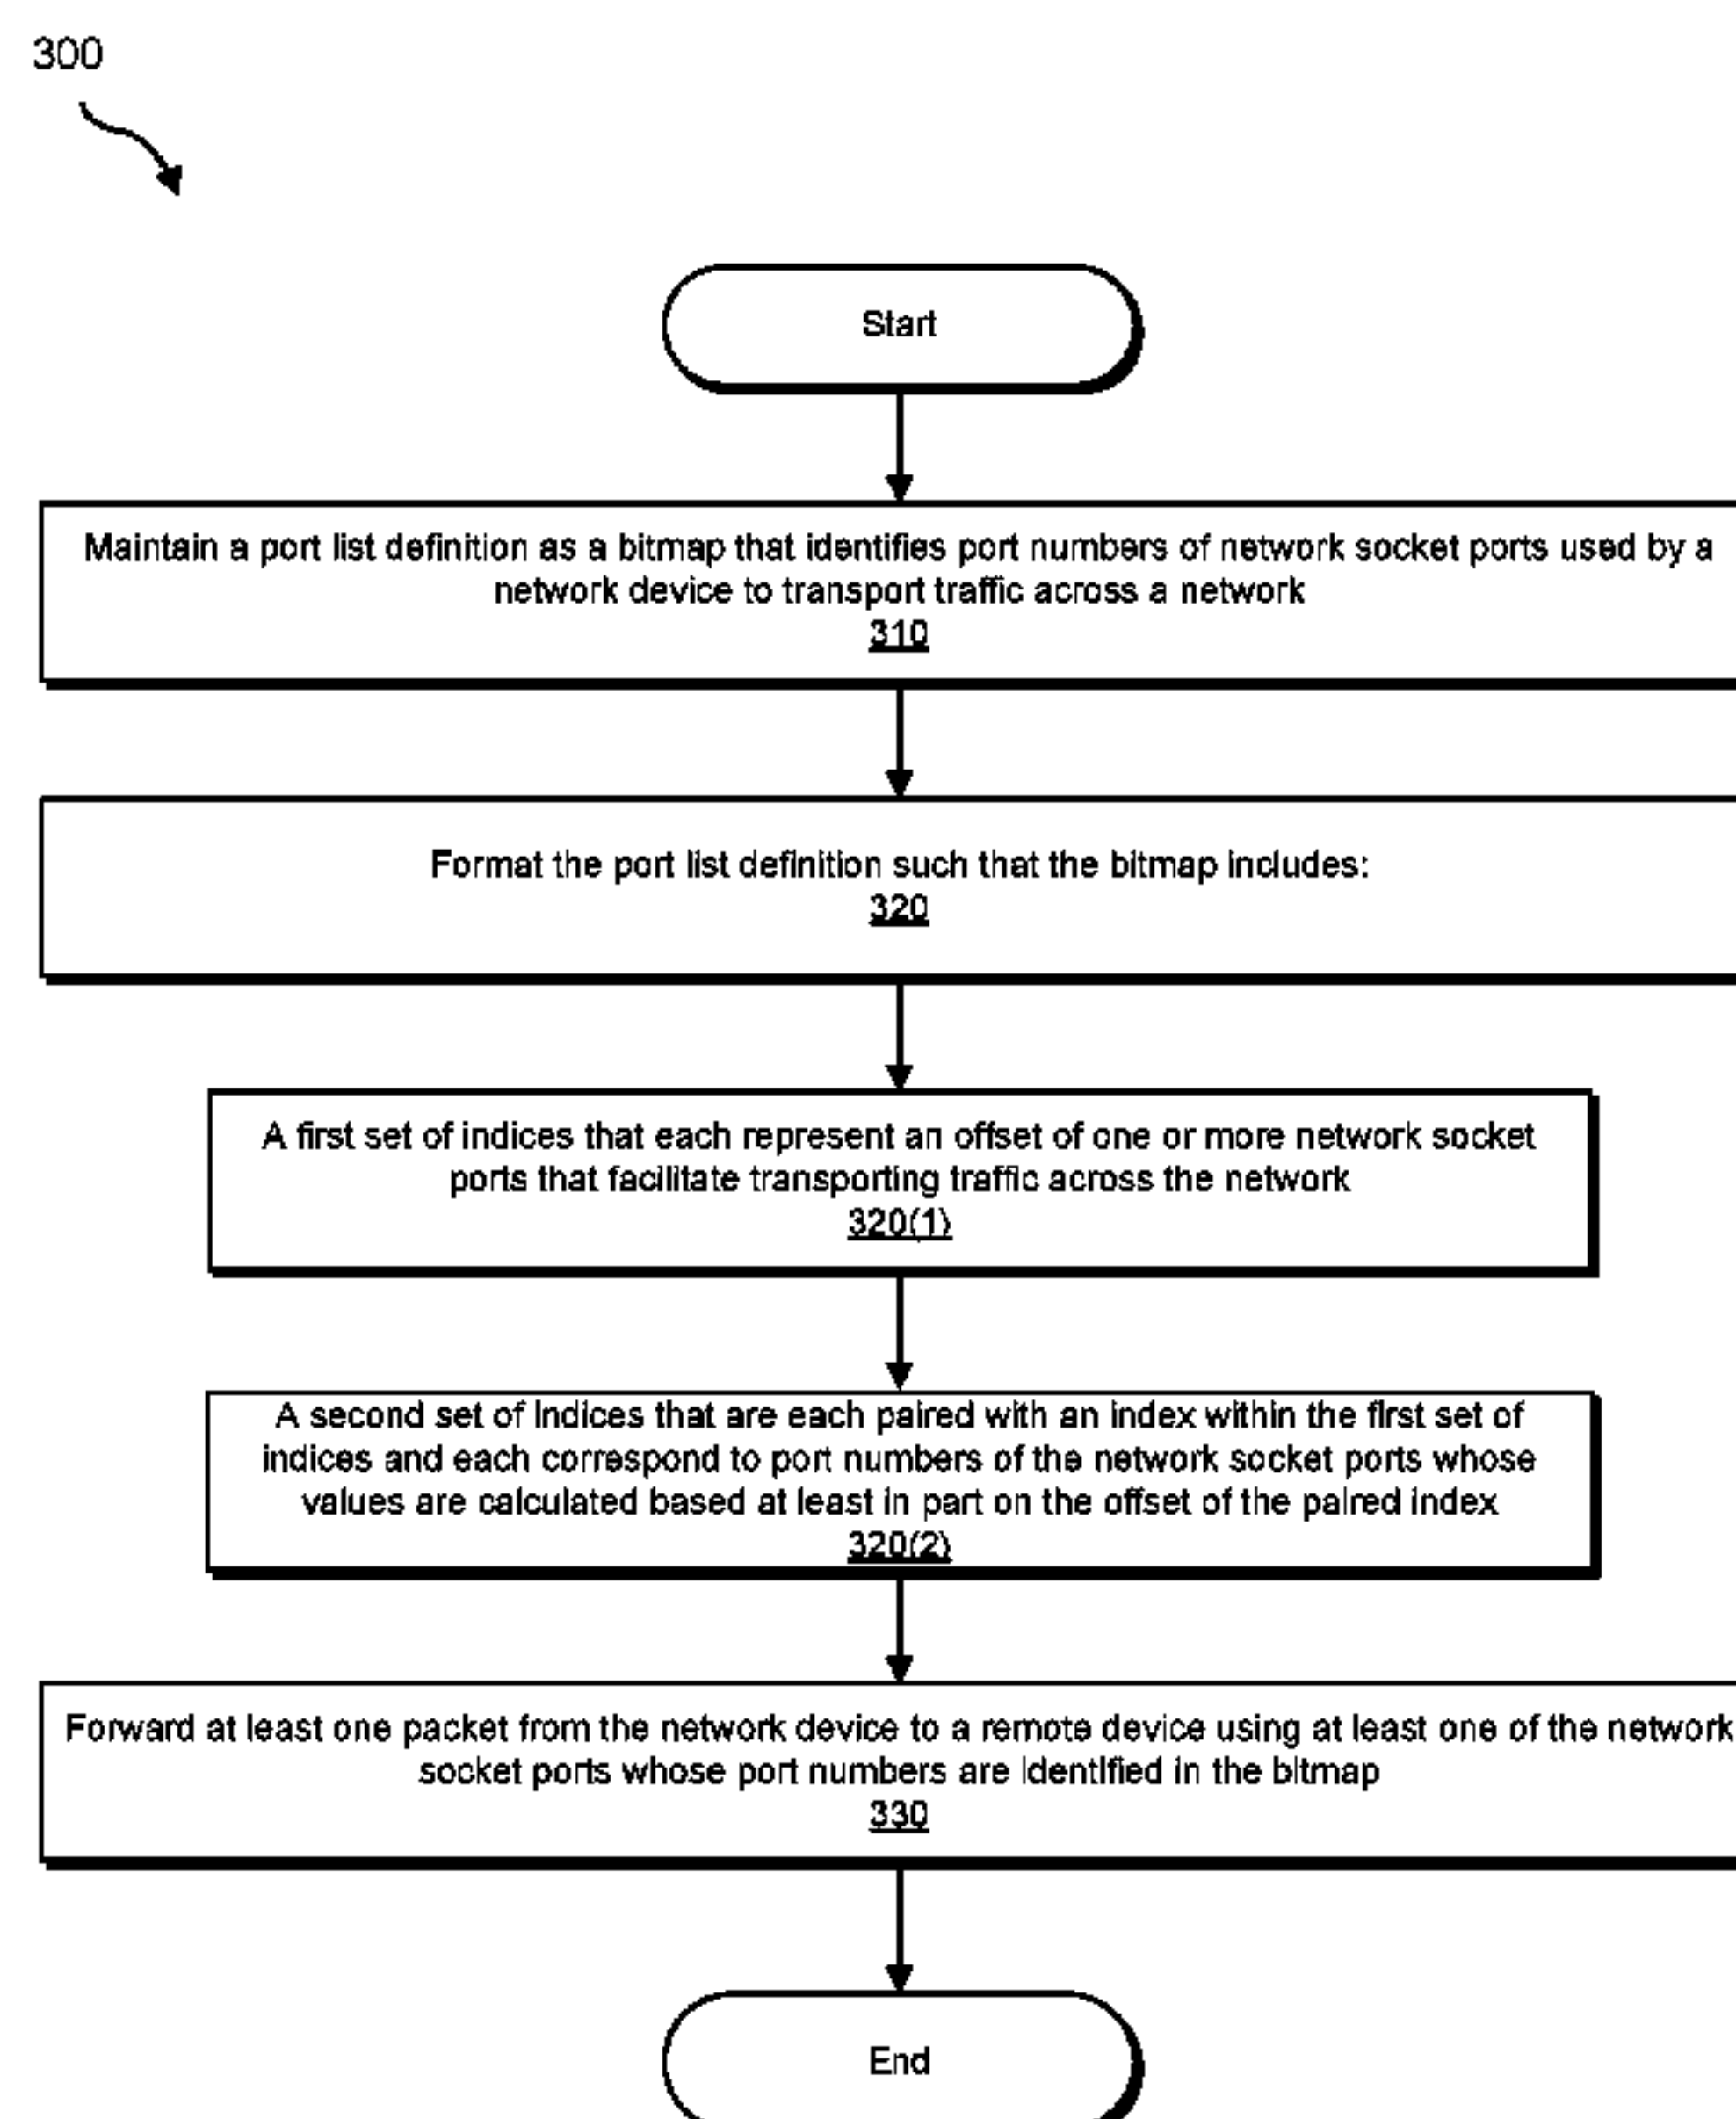 300
Start
Maintain a port list definition as a bitmap that identifies port numbers of network socket ports used by a
network device to transport traffic across a network
310
Format the port list definition such that the bitmap includes:
320
A first set of indices that each represent an offset of one or more network socket
ports that facilitate transporting traffic across the network
320(1)
A second set of indices that are each paired with an index within the first set of
indices and each correspond to port numbers of the network socket ports whose
values are calculated based at least in part on the offset of the paired index
320(2)
Forward at least one packet from the network device to a remote device using at least one of the network
socket ports whose port numbers are identified in the bitmap
330
End